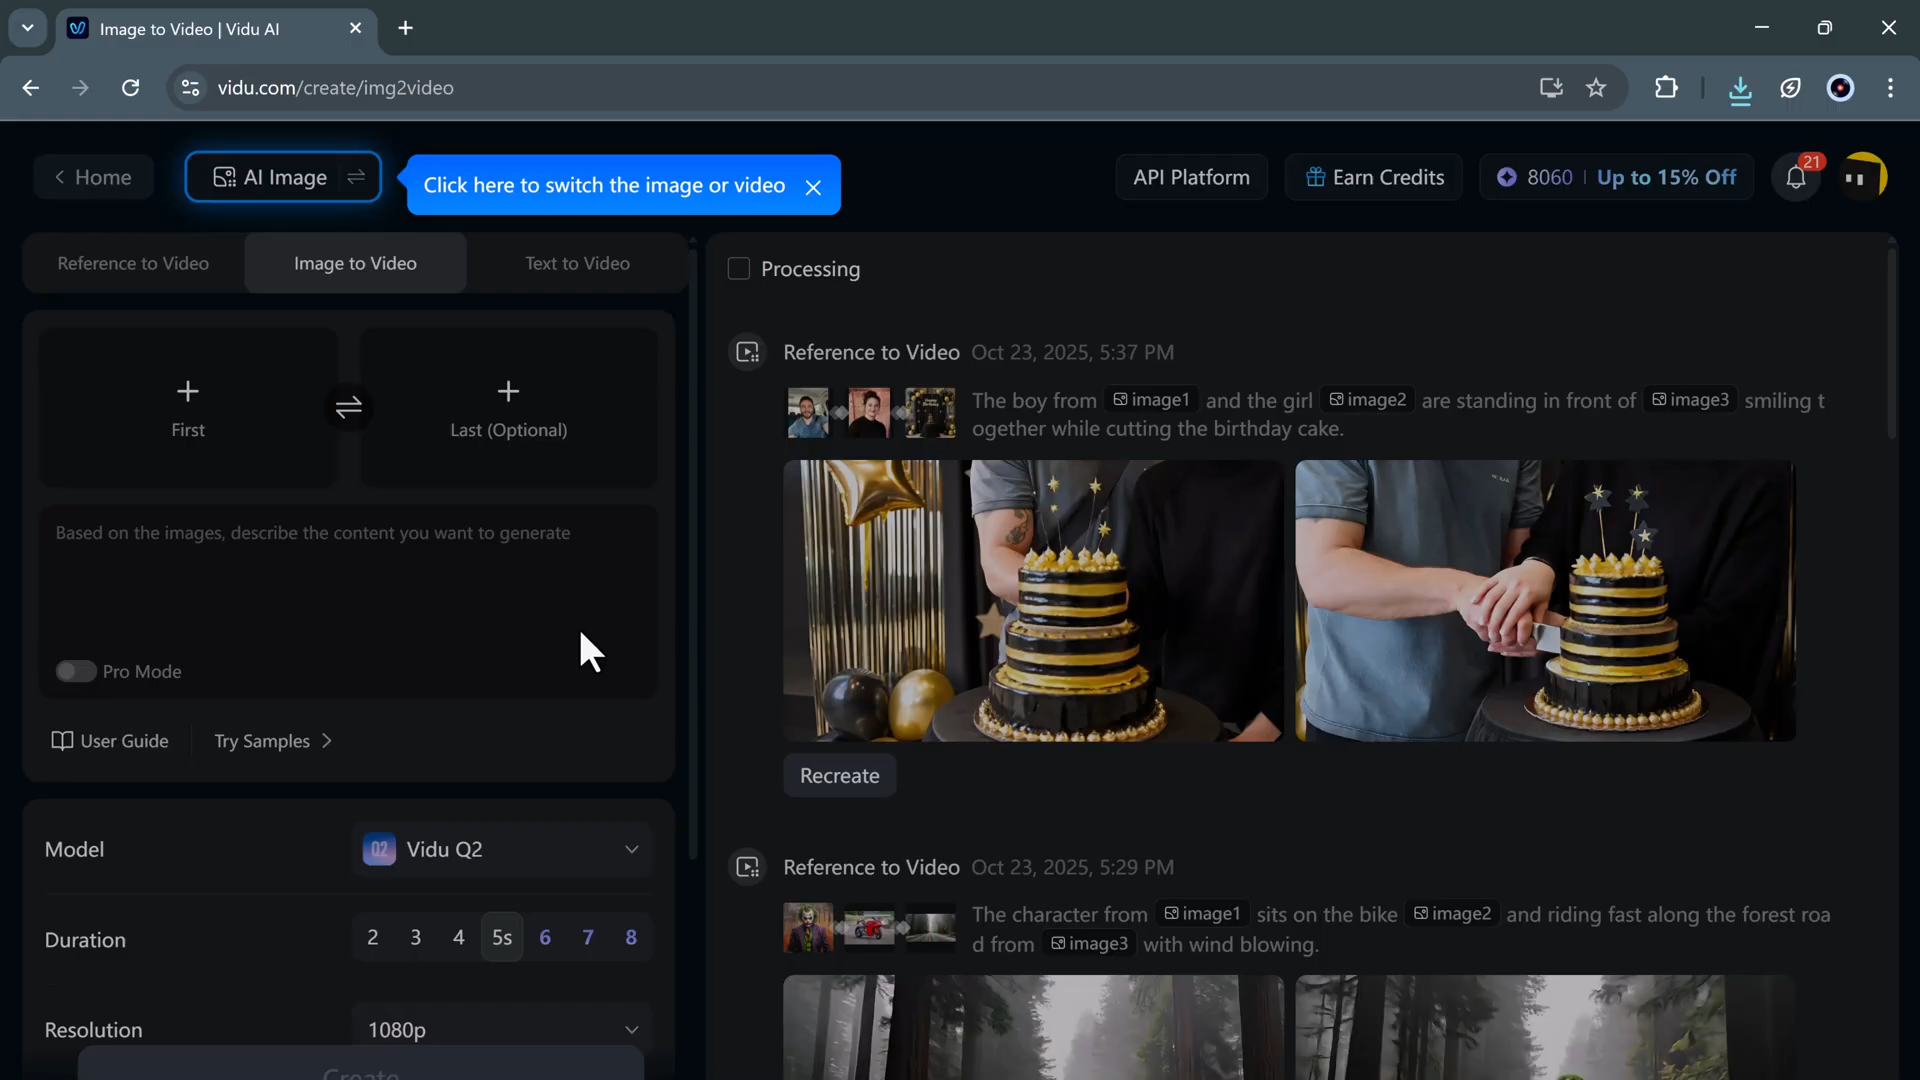 Image to Video | Vidu AI
vidu.com/create/img2video
Home
AI Image
Click here to switch the image or video
API Platform
Earn Credits
8060 | Up to 15% Off
21
Reference to Video
Image to Video
Text to Video
First
Last (Optional)
Based on the images, describe the content you want to generate
Pro Mode
User Guide
Try Samples
Model
Q2 Vidu Q2
Duration
2 3 4 5s 6 7 8
Resolution
1080p
Create
Processing
Reference to Video Oct 23, 2025, 5:37 PM
The boy from image1 and the girl image2 are standing in front of image3 smiling t
ogether while cutting the birthday cake.
Recreate
Reference to Video Oct 23, 2025, 5:29 PM
The character from image1 sits on the bike image2 and riding fast along the forest roa
d from image3 with wind blowing.